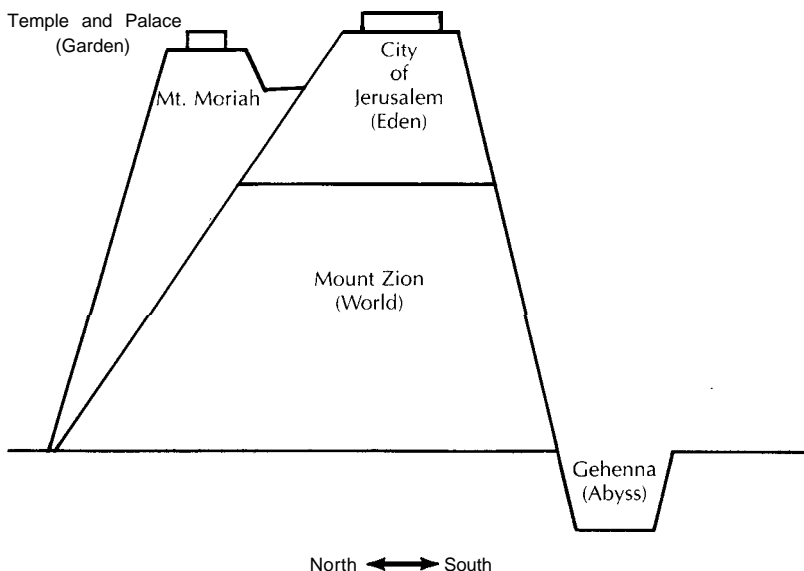 Temple and Palace
(Garden)
Mt. Moriah
City
of
Jerusalem
(Eden)
Mount Zion
(World)
Gehenna
(Abyss)
North South